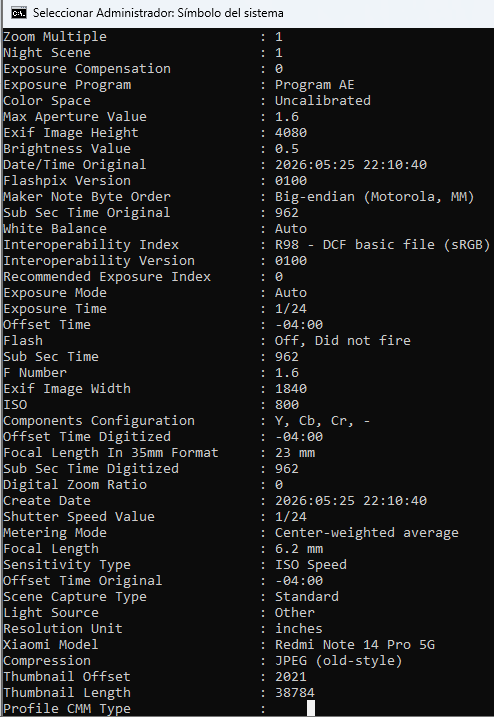 Seleccionar Administrador: Símbolo del sistema
Zoom Multiple : 1
Night Scene : 1
Exposure Compensation : 0
Exposure Program : Program AE
Color Space : Uncalibrated
Max Aperture Value : 1.6
Exif Image Height : 4080
Brightness Value : 0.5
Date/Time Original : 2026:05:25 22:10:40
Flashpix Version : 0100
Maker Note Byte Order : Big-endian (Motorola, MM)
Sub Sec Time Original : 962
White Balance : Auto
Interoperability Index : R98 - DCF basic file (sRGB)
Interoperability Version : 0100
Recommended Exposure Index : 0
Exposure Mode : Auto
Exposure Time : 1/24
Offset Time : -04:00
Flash : Off, Did not fire
Sub Sec Time : 962
F Number : 1.6
Exif Image Width : 1840
ISO : 800
Components Configuration : Y, Cb, Cr, -
Offset Time Digitized : -04:00
Focal Length In 35mm Format : 23 mm
Sub Sec Time Digitized : 962
Digital Zoom Ratio : 0
Create Date : 2026:05:25 22:10:40
Shutter Speed Value : 1/24
Metering Mode : Center-weighted average
Focal Length : 6.2 mm
Sensitivity Type : ISO Speed
Offset Time Original : -04:00
Scene Capture Type : Standard
Light Source : Other
Resolution Unit : inches
Xiaomi Model : Redmi Note 14 Pro 5G
Compression : JPEG (old-style)
Thumbnail Offset : 2021
Thumbnail Length : 38784
Profile CMM Type :